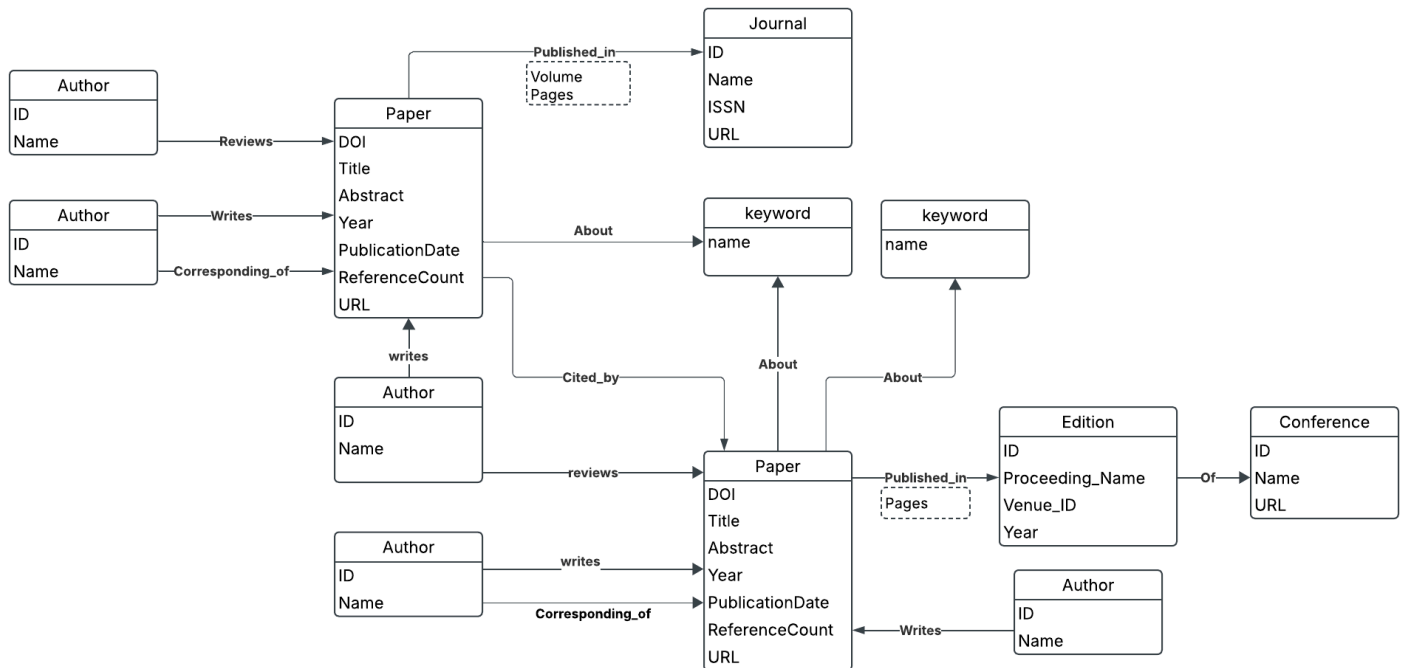 Journal
ID
Name
ISSN
URL
Published_in
Volume
Pages
Author
ID
Name
Reviews
Paper
DOI
Title
Abstract
Year
PublicationDate
ReferenceCount
URL
Author
ID
Name
Writes
Corresponding_of
About
keyword
name
keyword
name
writes
Author
ID
Name
Cited_by
About
About
reviews
Paper
DOI
Title
Abstract
Year
PublicationDate
ReferenceCount
URL
Published_in
Pages
Edition
ID
Proceeding_Name
Venue_ID
Year
Of
Conference
ID
Name
URL
Author
ID
Name
writes
Corresponding_of
Writes
Author
ID
Name